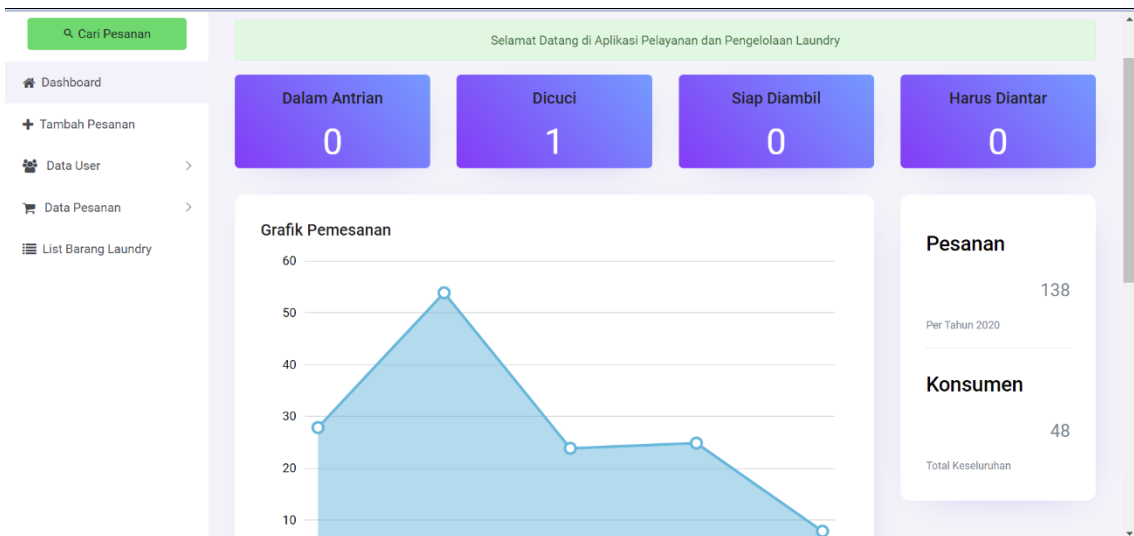 Cari Pesanan
Dashboard
Tambah Pesanan
Data User
Data Pesanan
List Barang Laundry
Selamat Datang di Aplikasi Pelayanan dan Pengelolaan Laundry
Dalam Antrian
0
Dicuci
1
Siap Diambil
0
Harus Diantar
0
Grafik Pemesanan
60
50
40
30
20
10
Pesanan
138
Per Tahun 2020
Konsumen
48
Total Keseluruhan